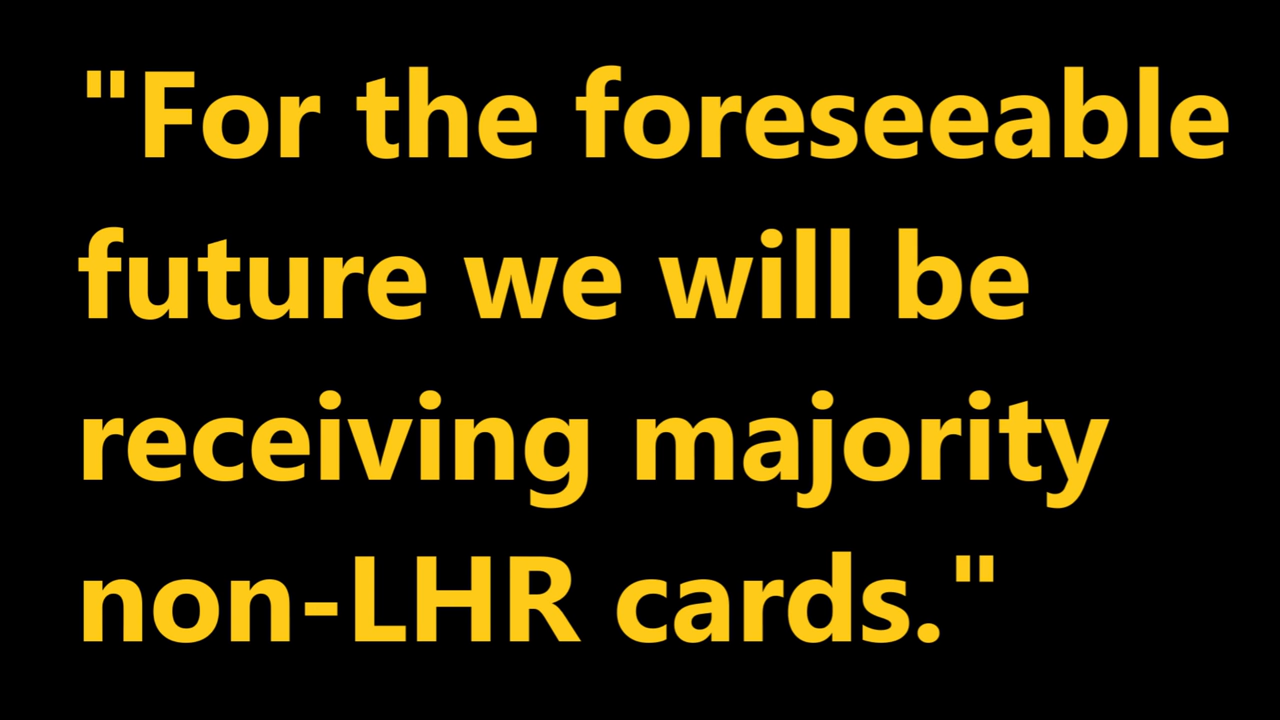 "For the foreseeable
future we will be
receiving majority
non-LHR cards."